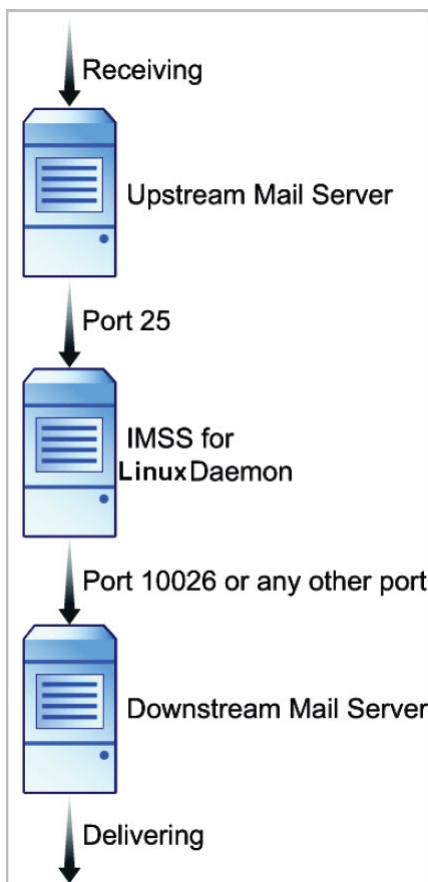 Receiving
Upstream Mail Server
Port 25
IMSS for
LinuxDaemon
Port 10026 or any other port
Downstream Mail Server
Delivering